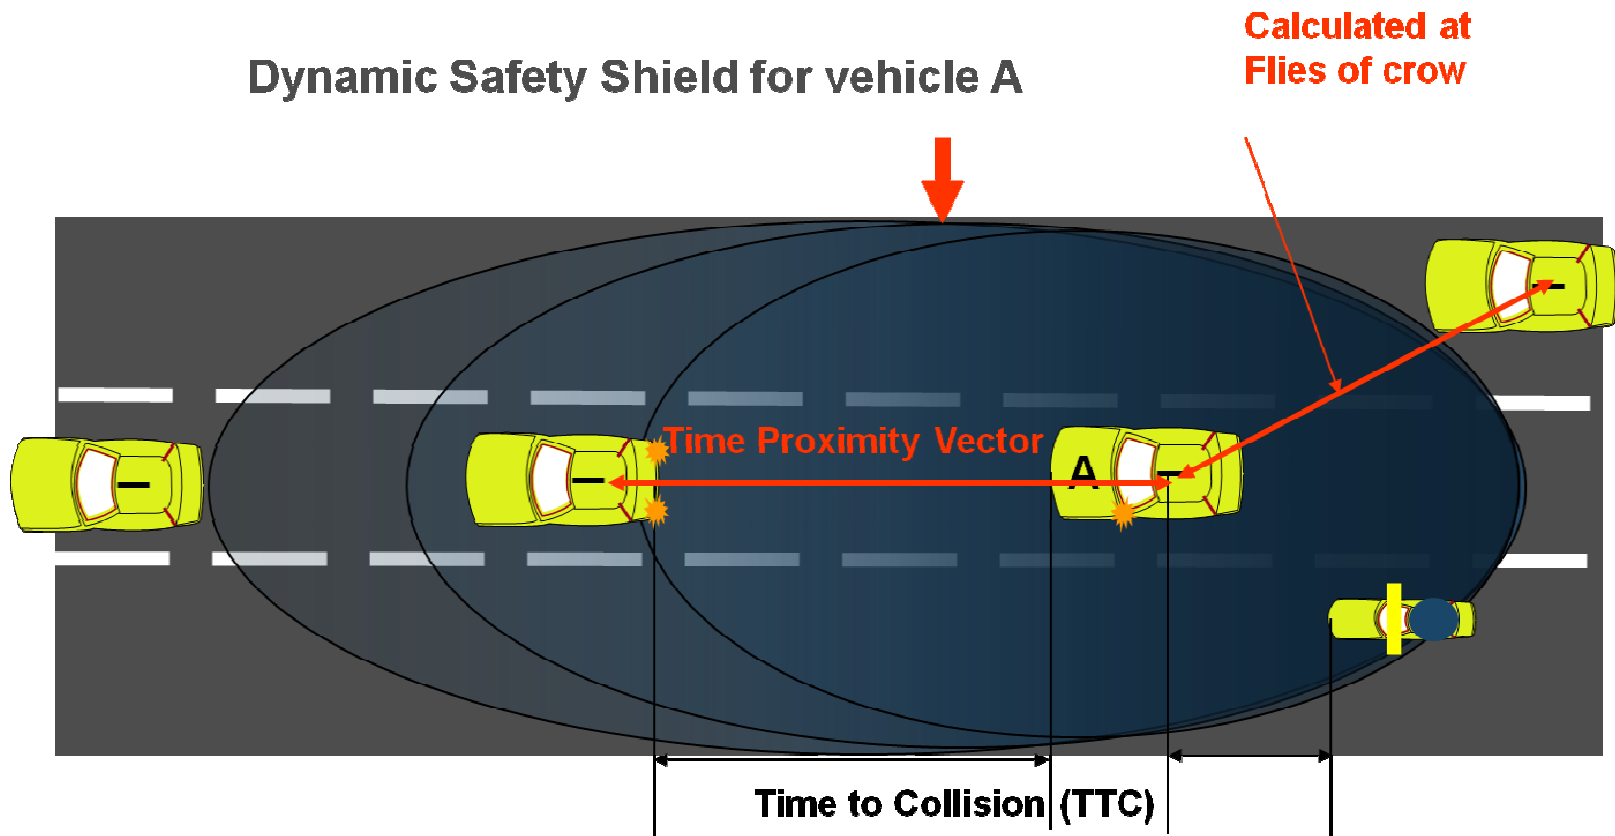 Calculated at
Flies of crow
Dynamic Safety Shield for vehicle A
Time Proximity Vector
A
Time to Collision (TTC)